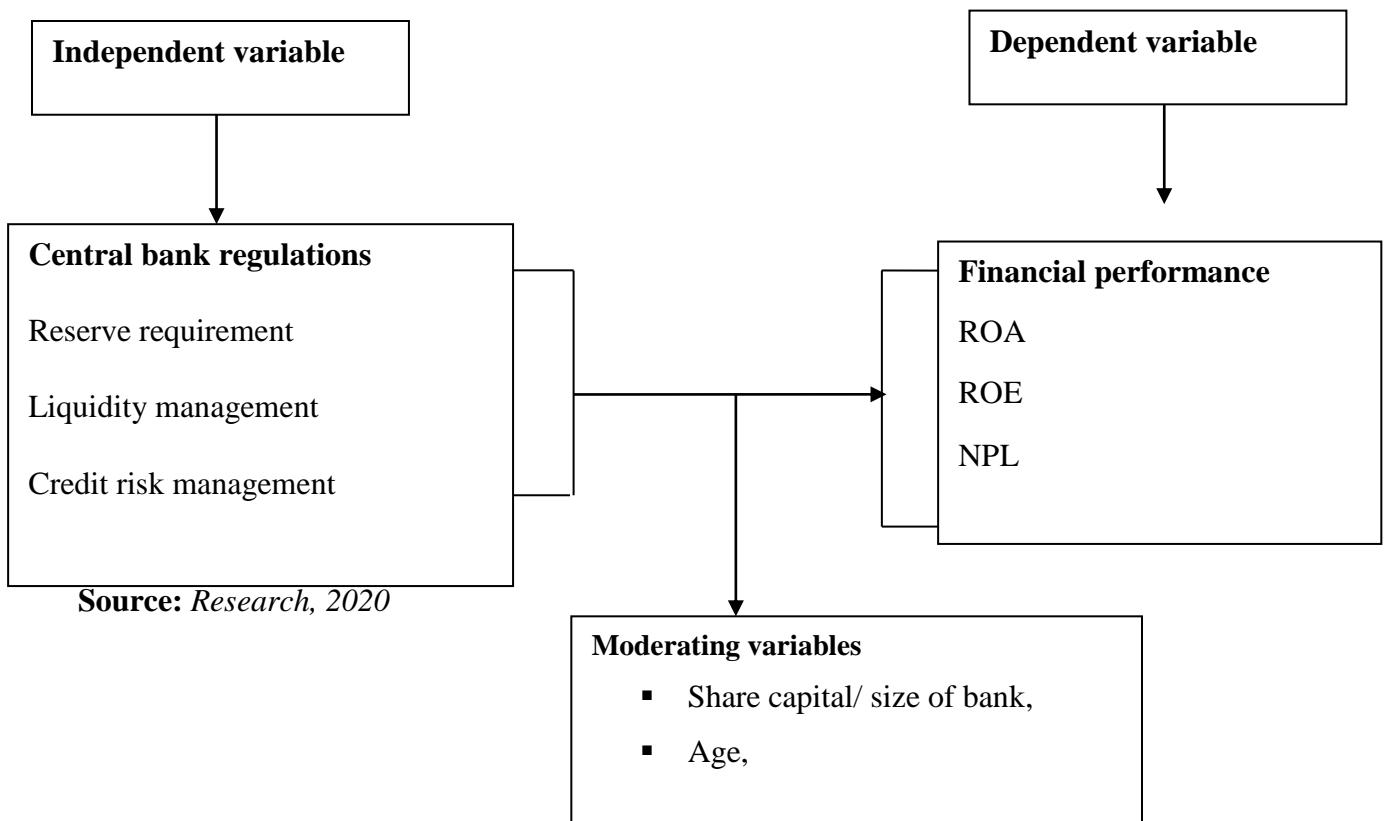 Independent variable
Dependent variable
Central bank regulations
Reserve requirement
Liquidity management
Credit risk management
Financial performance
ROA
ROE
NPL
Source: Research, 2020
Moderating variables
▪ Share capital/ size of bank,
▪ Age,